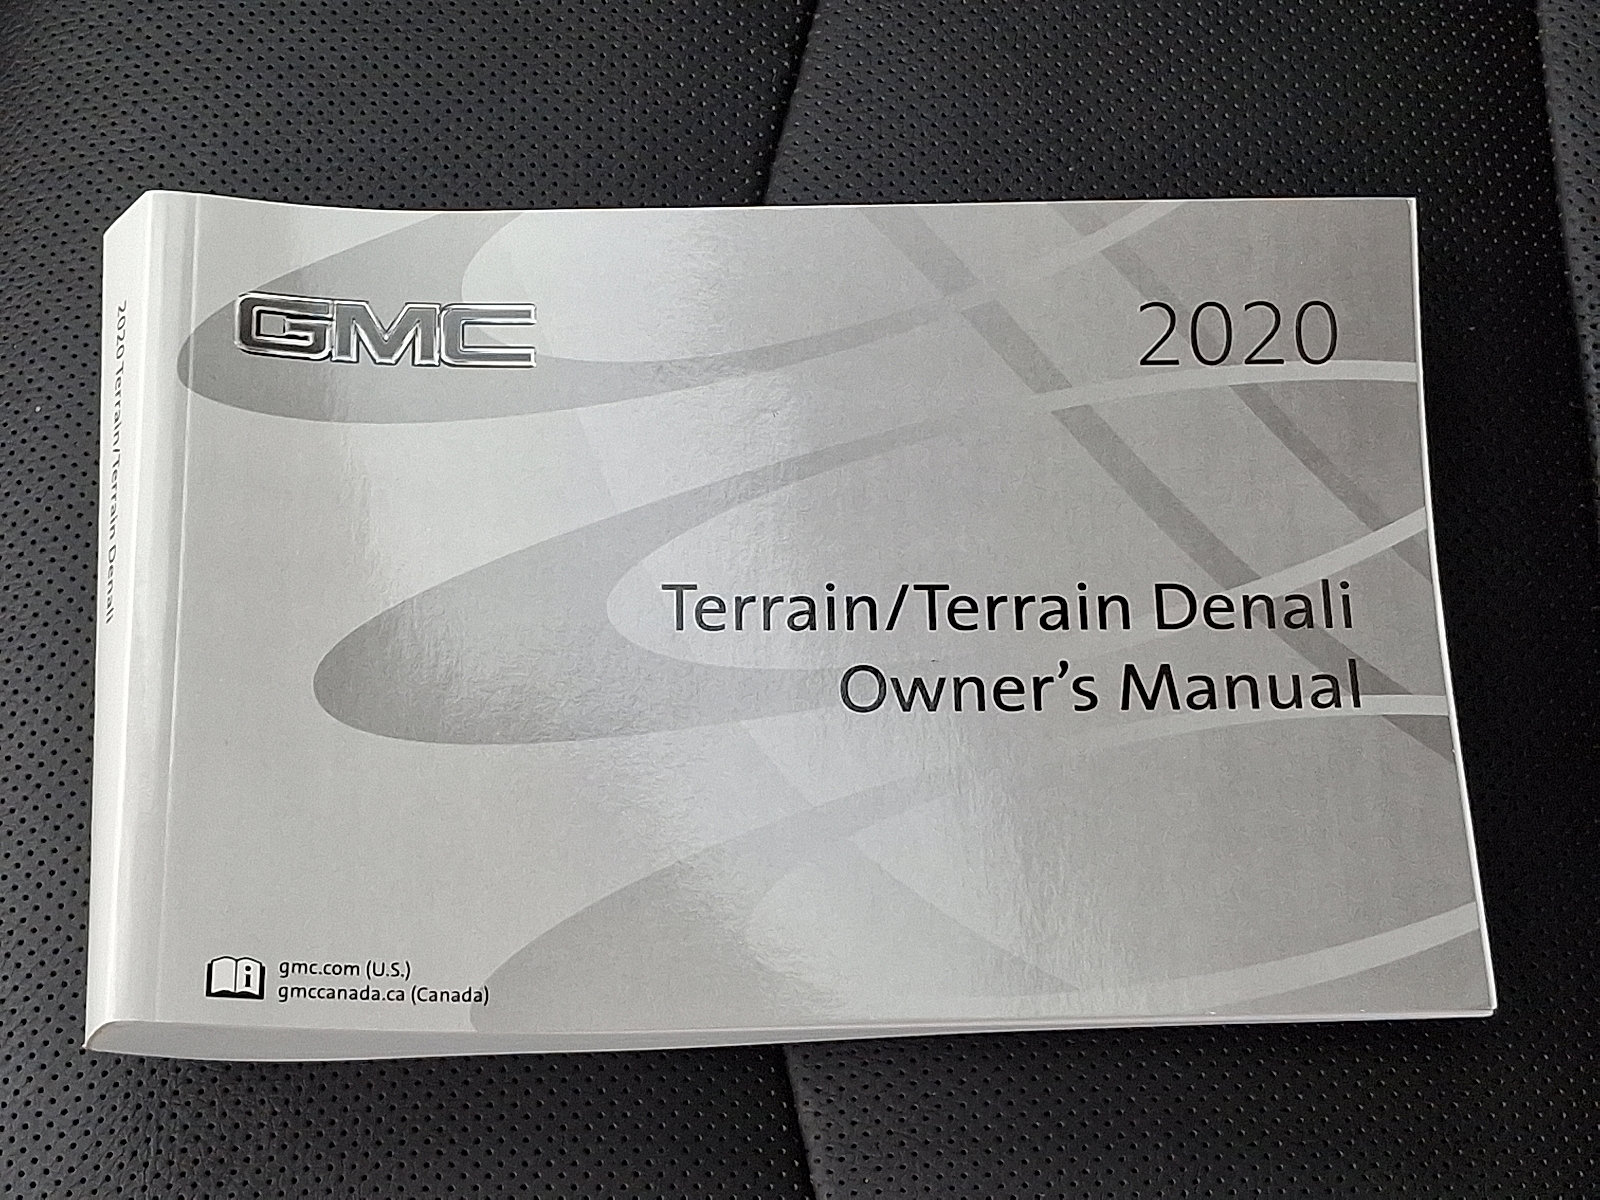 GMC
2020
Terrain/Terrain Denali
Owner's Manual
gmc.com (U.S.)
gmccanada.ca (Canada)
2020 Terrain/Terrain Denali